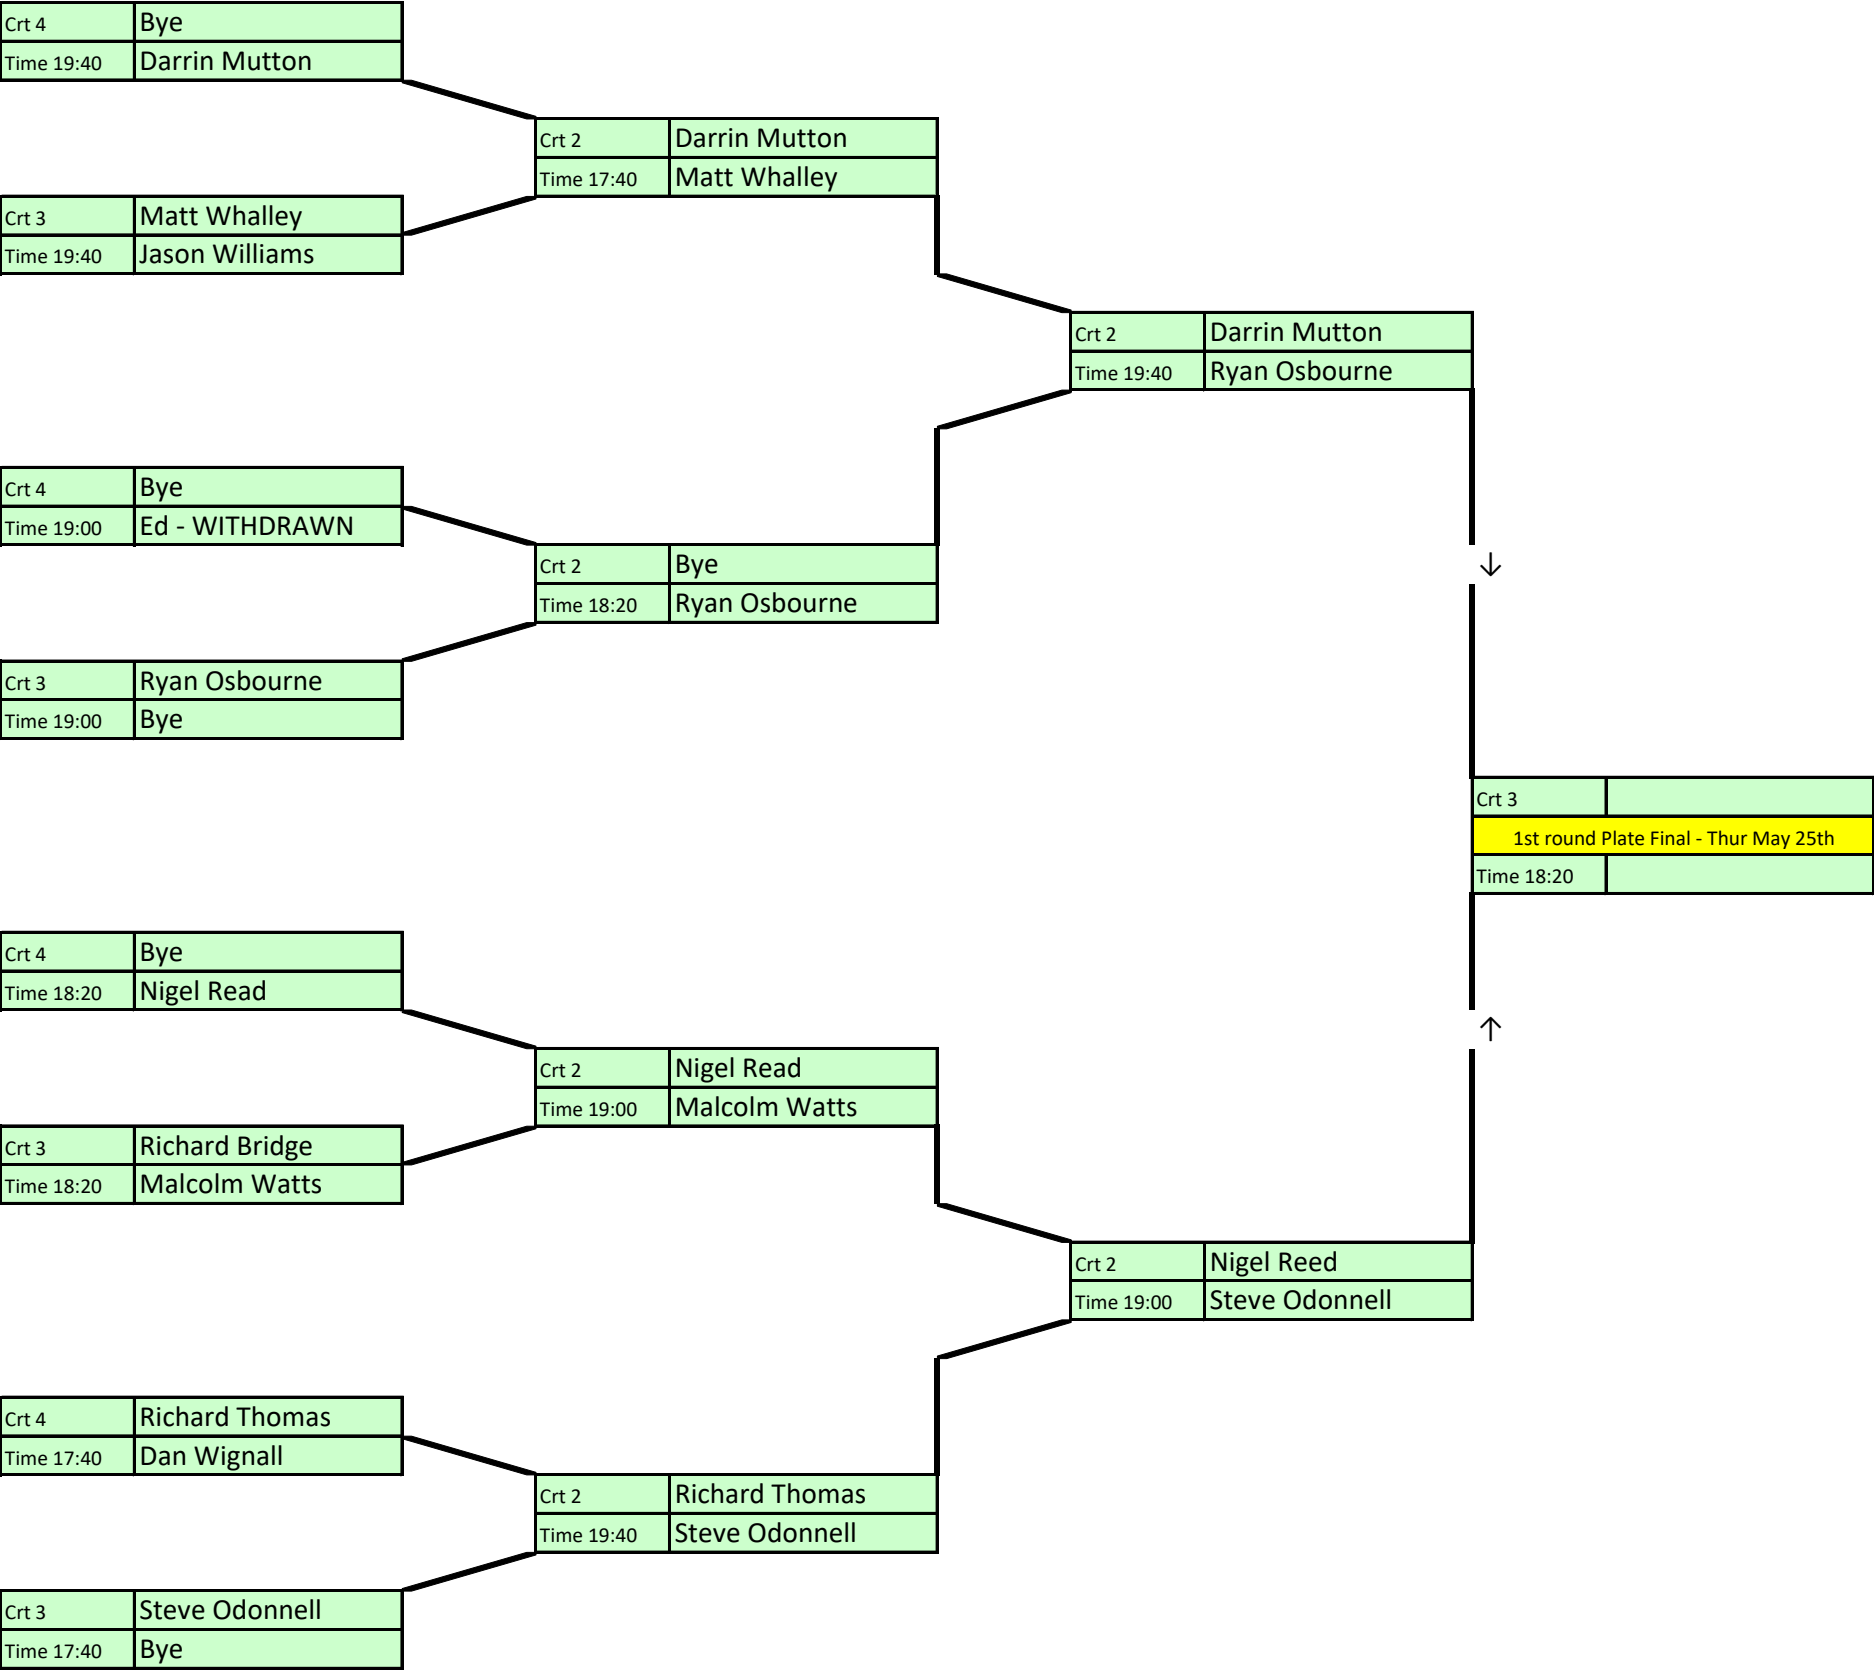 Crt 4 Bye
Time 19:40 Darrin Mutton
Crt 2 Darrin Mutton
Time 17:40 Matt Whalley
Crt 3 Matt Whalley
Time 19:40 Jason Williams
Crt 2 Darrin Mutton
Time 19:40 Ryan Osbourne
Crt 4 Bye
Time 19:00 Ed - WITHDRAWN
Crt 2 Bye
↓
Time 18:20 Ryan Osbourne
Crt 3 Ryan Osbourne
Time 19:00 Bye
Crt 3
1st round Plate Final - Thur May 25th
Time 18:20
Crt 4 Bye
Time 18:20 Nigel Read
↑
Crt 2 Nigel Read
Time 19:00 Malcolm Watts
Crt 3 Richard Bridge
Time 18:20 Malcolm Watts
Crt 2 Nigel Reed
Time 19:00 Steve Odonnell
Crt 4 Richard Thomas
Time 17:40 Dan Wignall
Crt 2 Richard Thomas
Time 19:40 Steve Odonnell
Crt 3 Steve Odonnell
Time 17:40 Bye